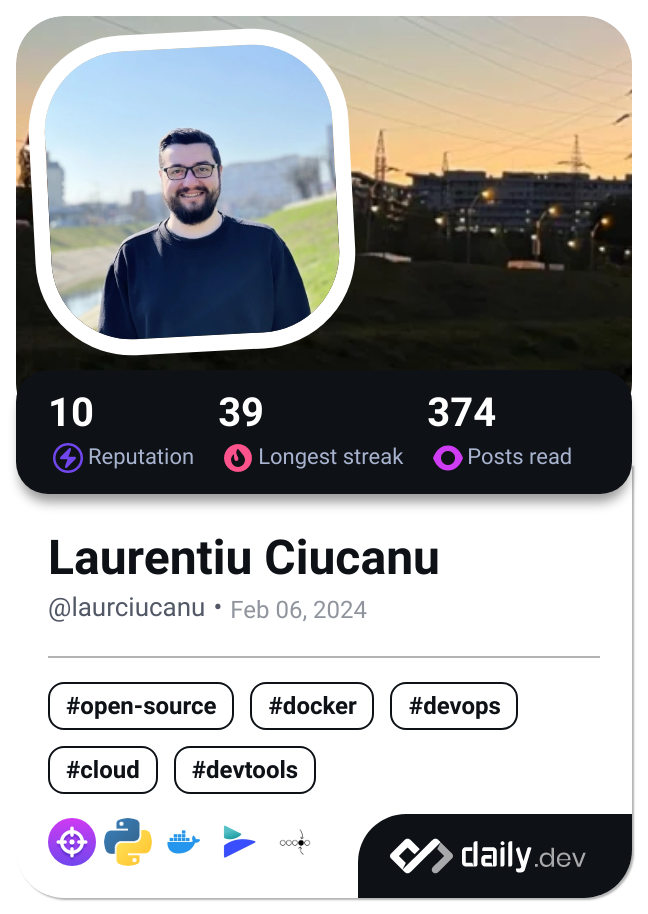 10 39 374
Reputation Longest streak Posts read
Laurentiu Ciucanu
@laurciucanu • Feb 06, 2024
#open-source #docker #devops
#cloud #devtools
daily.dev